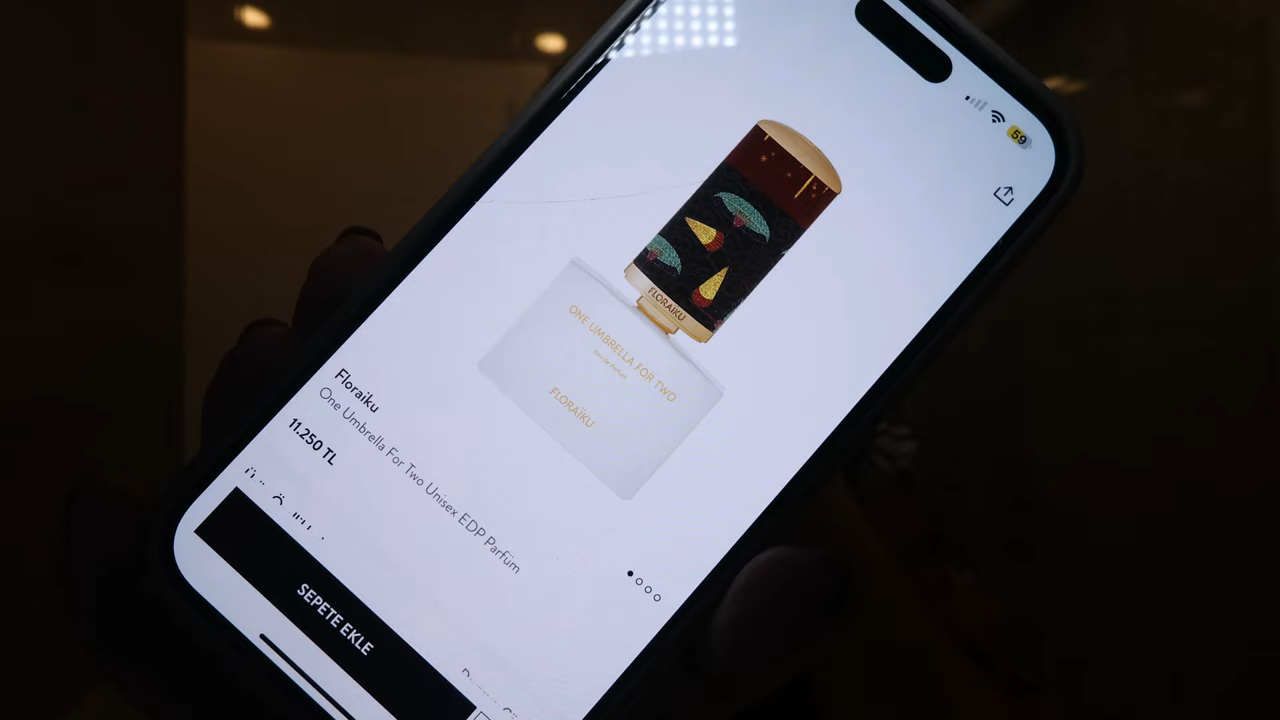 59
FLORAIKU
ONE UMBRELLA FOR TWO
Eau de Parfum
FLORAÏKU
Floraiku
One Umbrella For Two Unisex EDP Parfüm
11.250 TL
SEPETE EKLE